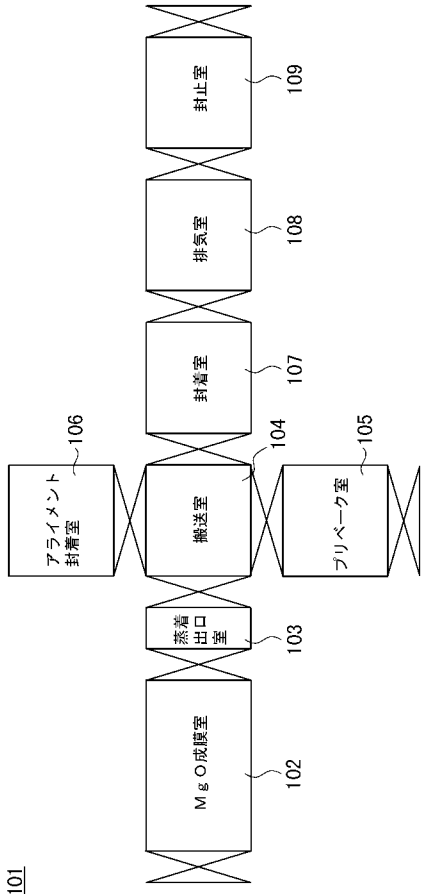 101
アライメント
封着室
106
MgO成膜室
102
蒸着
出口
室
103
搬送室
104
封着室
107
排気室
108
封止室
109
プリベーク室
105